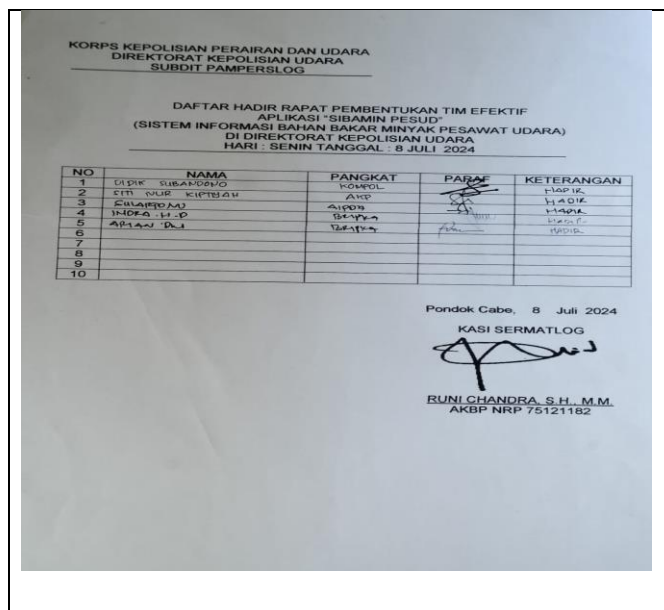 KORPS KEPOLISIAN PERAIRAN DAN UDARA
DIREKTORAT KEPOLISIAN UDARA
SUBDIT PAMPERSLOG
DAFTAR HADIR RAPAT PEMBENTUKAN TIM EFEKTIF
APLIKASI "SIBAMIN PESUD"
(SISTEM INFORMASI BAHAN BAKAR MINYAK PESAWAT UDARA)
DI DIREKTORAT KEPOLISIAN UDARA
HARI : SENIN TANGGAL : 8 JULI 2024
NO NAMA PANGKAT PARAF KETERANGAN
1 DIDIK SUBANDONO KOMPOL HADIR
2 SITI NUR KIPTIYAH AKP HADIR
3 AIPDA HADIR
4 INDRA .H.P BRIPKA HADIR
5 BRIPKA HADIR
6
7
8
9
10
Pondok Cabe, 8 Juli 2024
KASI SERMATLOG
RUNI CHANDRA, S.H., M.M.
AKBP NRP 75121182